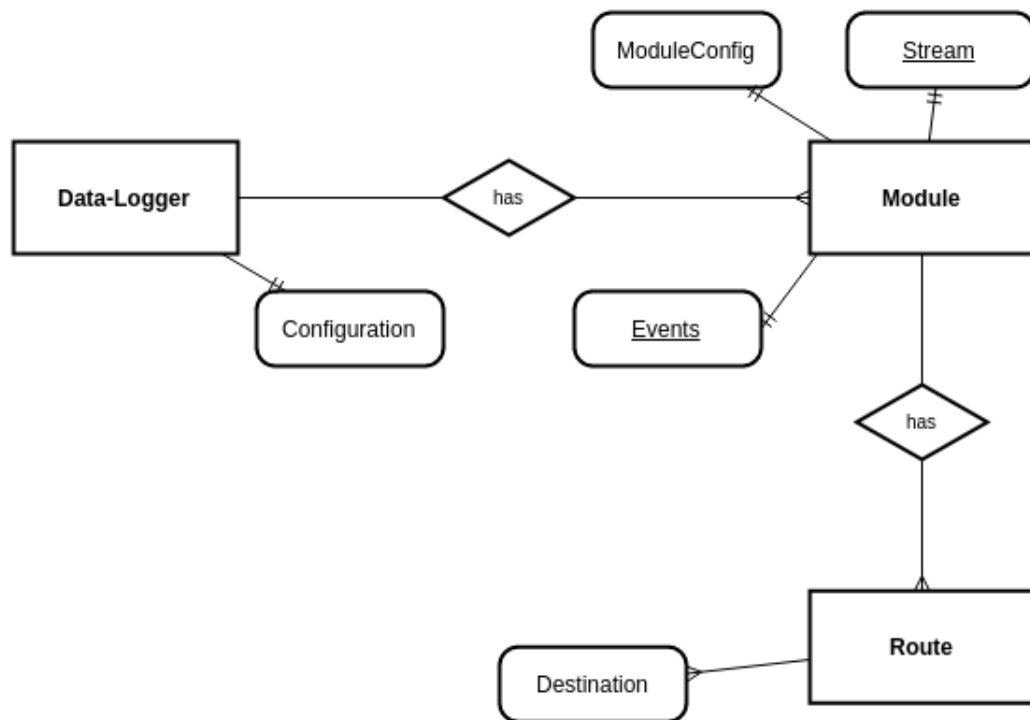 ModuleConfig
Stream
Data-Logger
has
Module
Configuration
Events
has
Route
Destination